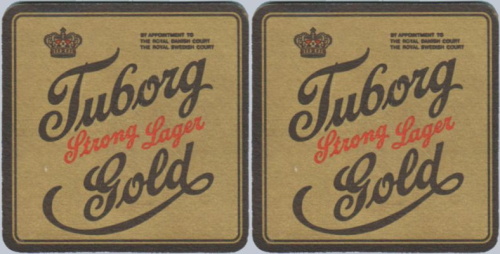 BY APPOINTMENT TO
THE ROYAL DANISH COURT
THE ROYAL SWEDISH COURT
Tuborg
Strong Lager
Gold
BY APPOINTMENT TO
THE ROYAL DANISH COURT
THE ROYAL SWEDISH COURT
Tuborg
Strong Lager
Gold